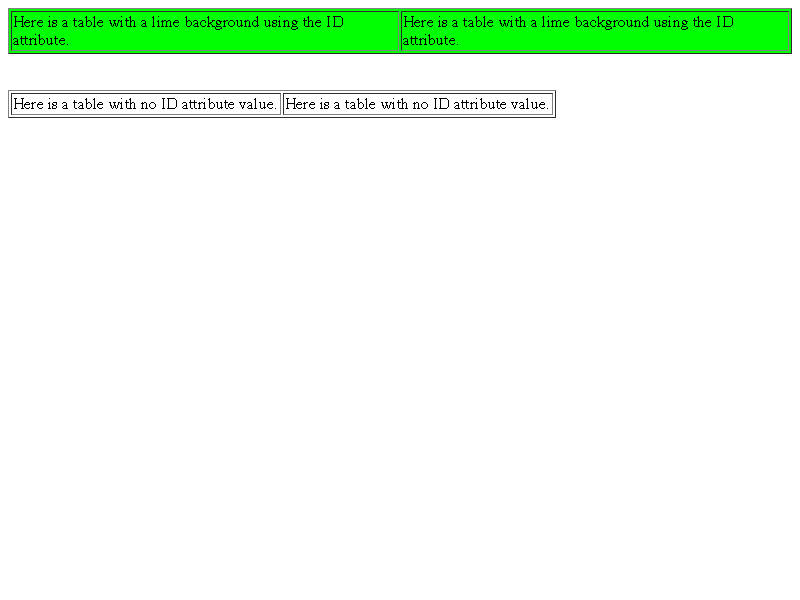 Here is a table with a lime background using the ID
attribute.
Here is a table with a lime background using the ID
attribute.
Here is a table with no ID attribute value.
Here is a table with no ID attribute value.